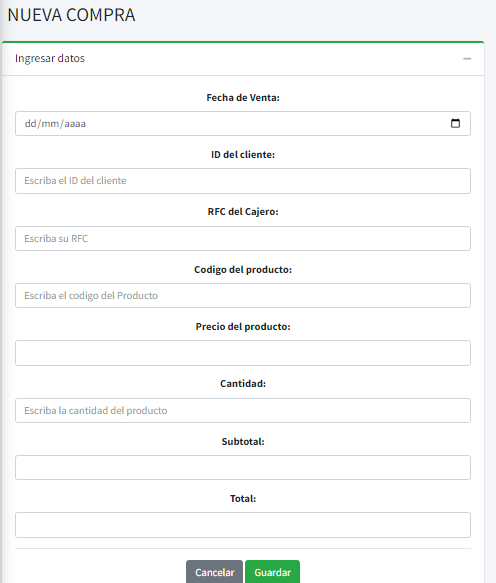 NUEVA COMPRA
Ingresar datos
Fecha de Venta:
dd/mm/aaaa
ID del cliente:
Escriba el ID del cliente
RFC del Cajero:
Escriba su RFC
Codigo del producto:
Escriba el codigo del Producto
Precio del producto:
Cantidad:
Escriba la cantidad del producto
Subtotal:
Total:
Cancelar Guardar